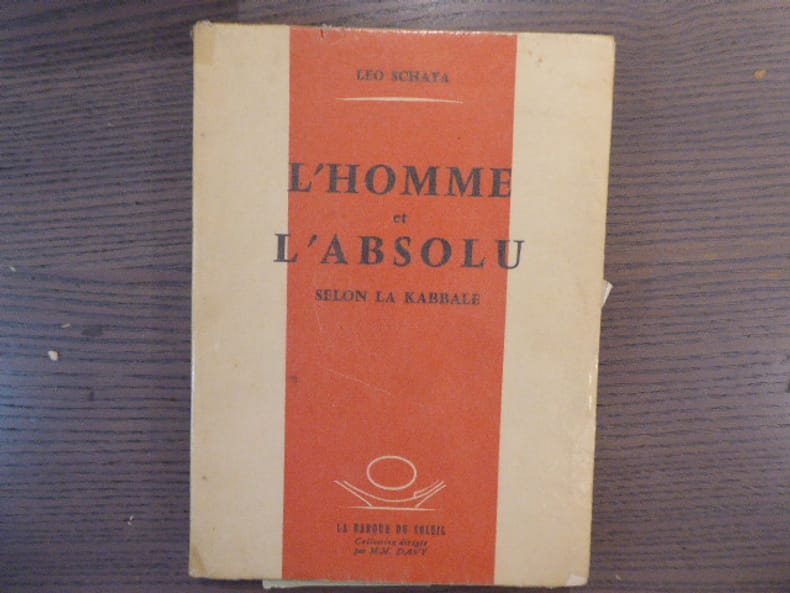 LEO SCHAYA
L'HOMME
et
L'ABSOLU
SELON LA KABBALE
LA BARQUE DU SOLEIL
Collection dirigée
par M.M. DAVY